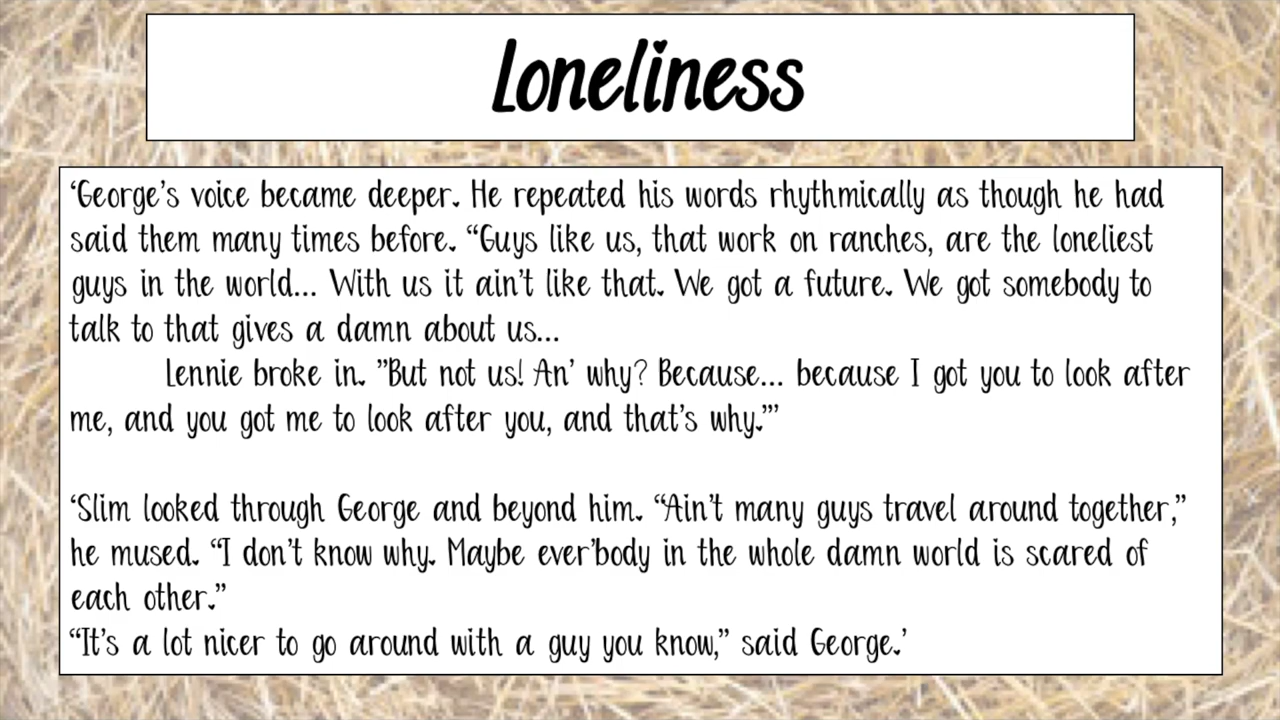 Loneliness
‘George’s voice became deeper. He repeated his words rhythmically as though he had
said them many times before. “Guys like us, that work on ranches, are the loneliest
guys in the world... With us it ain’t like that. We got a future. We got somebody to
talk to that gives a damn about us...
Lennie broke in. ”But not us! An’ why? Because... because I got you to look after
me, and you got me to look after you, and that’s why.”’
‘Slim looked through George and beyond him. “Ain’t many guys travel around together,”
he mused. “I don’t know why. Maybe ever’body in the whole damn world is scared of
each other.”
“It’s a lot nicer to go around with a guy you know,” said George.’